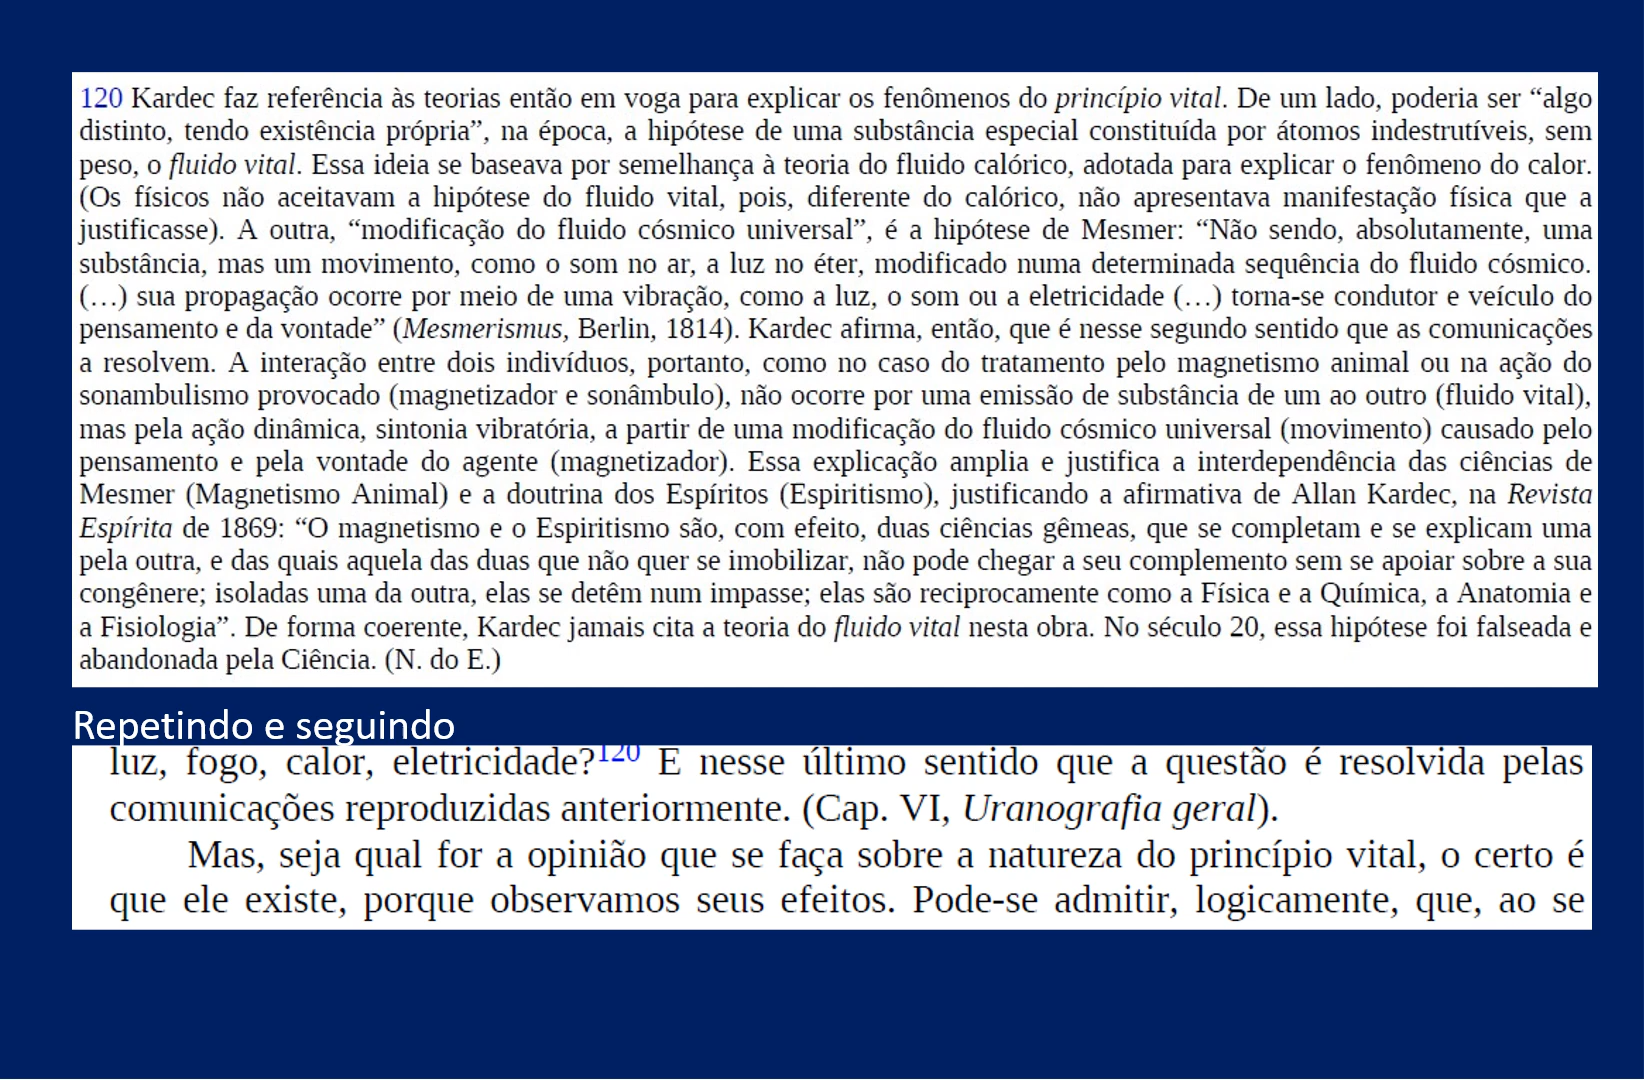 120 Kardec faz referência às teorias então em voga para explicar os fenômenos do princípio vital. De um lado, poderia ser “algo
distinto, tendo existência própria”, na época, a hipótese de uma substância especial constituída por átomos indestrutíveis, sem
peso, o fluido vital. Essa ideia se baseava por semelhança à teoria do fluido calórico, adotada para explicar o fenômeno do calor.
(Os físicos não aceitavam a hipótese do fluido vital, pois, diferente do calórico, não apresentava manifestação física que a
justificasse). A outra, “modificação do fluido cósmico universal”, é a hipótese de Mesmer: “Não sendo, absolutamente, uma
substância, mas um movimento, como o som no ar, a luz no éter, modificado numa determinada sequência do fluido cósmico.
(…) sua propagação ocorre por meio de uma vibração, como a luz, o som ou a eletricidade (…) torna-se condutor e veículo do
pensamento e da vontade” (Mesmerismus, Berlin, 1814). Kardec afirma, então, que é nesse segundo sentido que as comunicações
a resolvem. A interação entre dois indivíduos, portanto, como no caso do tratamento pelo magnetismo animal ou na ação do
sonambulismo provocado (magnetizador e sonâmbulo), não ocorre por uma emissão de substância de um ao outro (fluido vital),
mas pela ação dinâmica, sintonia vibratória, a partir de uma modificação do fluido cósmico universal (movimento) causado pelo
pensamento e pela vontade do agente (magnetizador). Essa explicação amplia e justifica a interdependência das ciências de
Mesmer (Magnetismo Animal) e a doutrina dos Espíritos (Espiritismo), justificando a afirmativa de Allan Kardec, na Revista
Espírita de 1869: “O magnetismo e o Espiritismo são, com efeito, duas ciências gêmeas, que se completam e se explicam uma
pela outra, e das quais aquela das duas que não quer se imobilizar, não pode chegar a seu complemento sem se apoiar sobre a sua
congênere; isoladas uma da outra, elas se detêm num impasse; elas são reciprocamente como a Física e a Química, a Anatomia e
a Fisiologia”. De forma coerente, Kardec jamais cita a teoria do fluido vital nesta obra. No século 20, essa hipótese foi falseada e
abandonada pela Ciência. (N. do E.)
Repetindo e seguindo
luz, fogo, calor, eletricidade?120 E nesse último sentido que a questão é resolvida pelas
comunicações reproduzidas anteriormente. (Cap. VI, Uranografia geral).
Mas, seja qual for a opinião que se faça sobre a natureza do princípio vital, o certo é
que ele existe, porque observamos seus efeitos. Pode-se admitir, logicamente, que, ao se